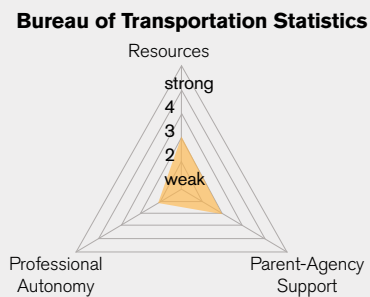 Bureau of Transportation Statistics
Resources
strong
4
3
2
weak
Professional
Autonomy
Parent-Agency
Support